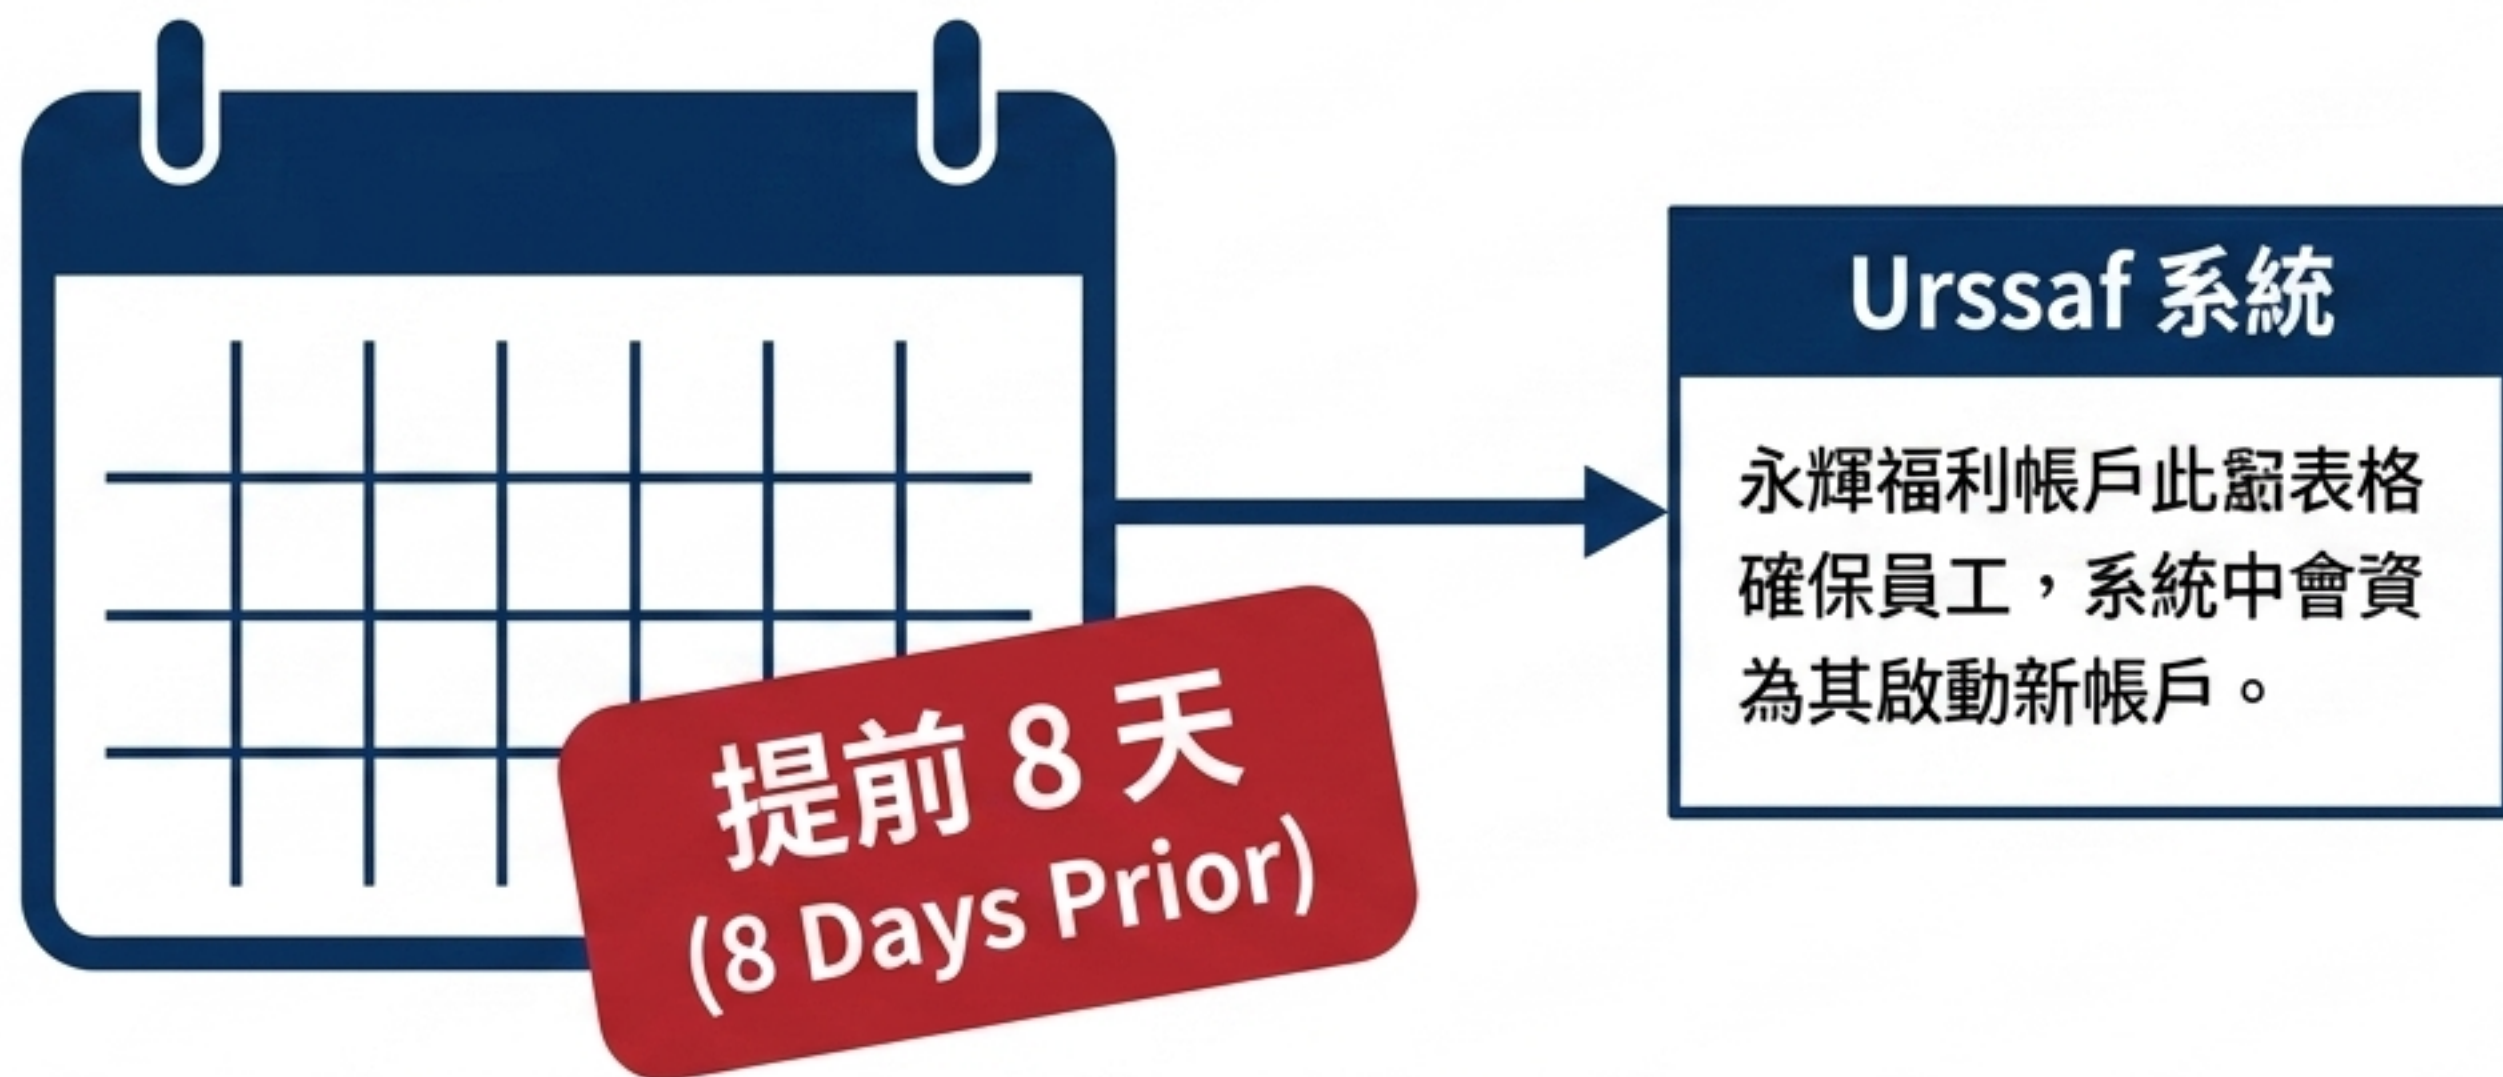 提前 8 天
(8 Days Prior)
Urssaf 系統
永輝福利帳戶此表格
確保員工，系統中會資
為其啟動新帳戶。